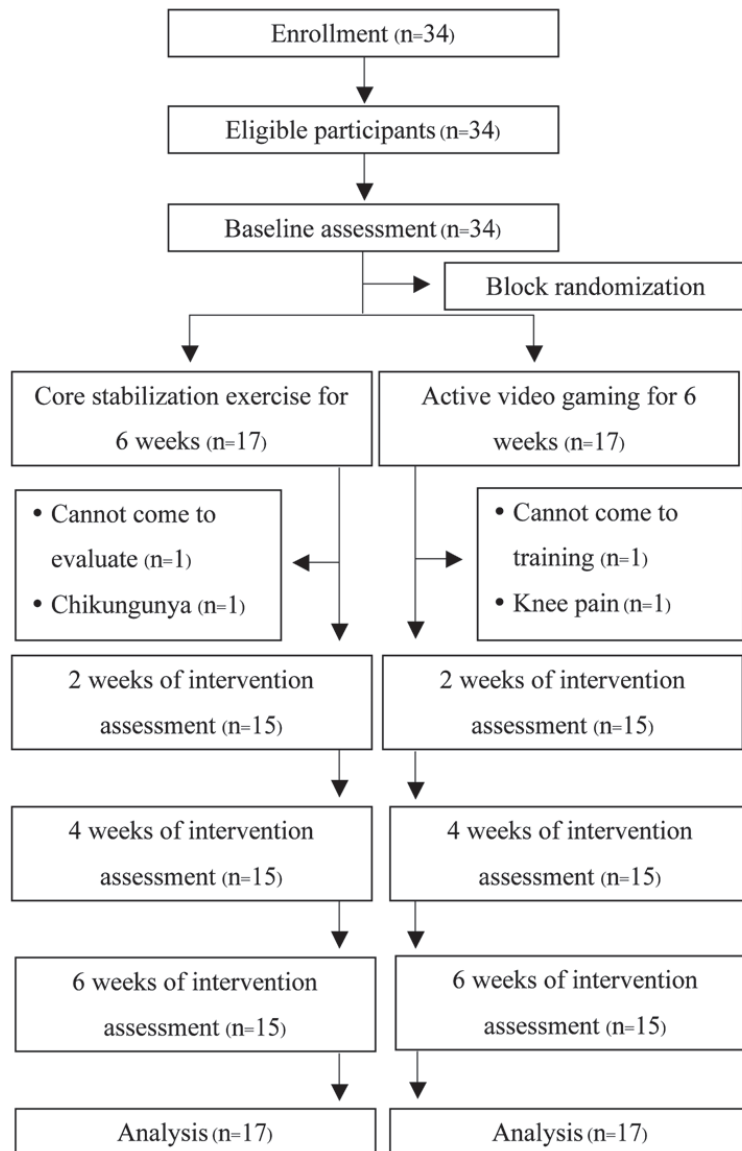 Enrollment (n=34)
Eligible participants (n=34)
Baseline assessment (n=34)
Block randomization
Core stabilization exercise for
6 weeks (n=17)
Active video gaming for 6
weeks (n=17)
• Cannot come to
evaluate (n=1)
• Chikungunya (n=1)
• Cannot come to
training (n=1)
• Knee pain (n=1)
2 weeks of intervention
assessment (n=15)
2 weeks of intervention
assessment (n=15)
4 weeks of intervention
assessment (n=15)
4 weeks of intervention
assessment (n=15)
6 weeks of intervention
assessment (n=15)
6 weeks of intervention
assessment (n=15)
Analysis (n=17)
Analysis (n=17)